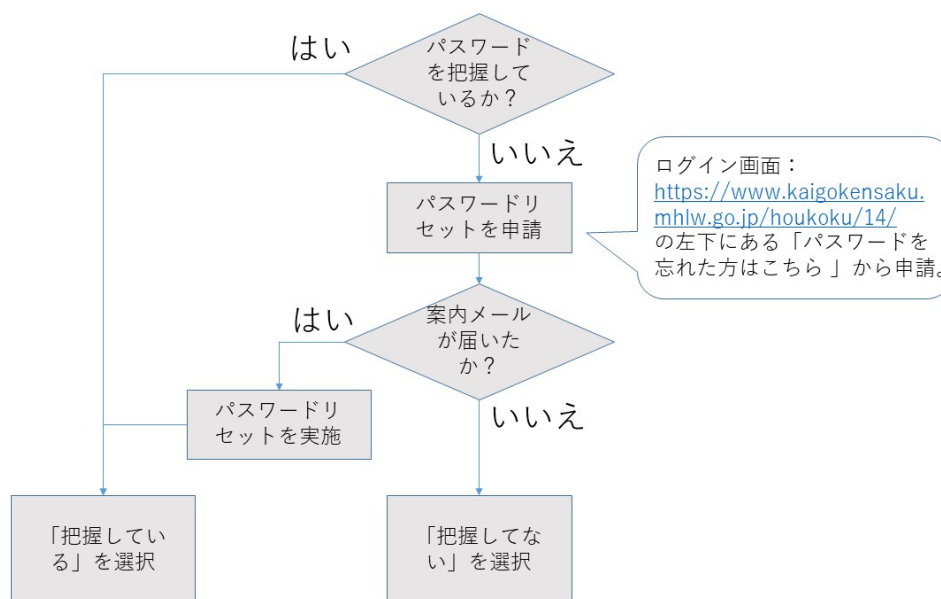 はい
パスワード
を把握して
いるか？
いいえ
パスワードリ
セットを申請
ログイン画面：
https://www.kaigokensaku.
mhlw.go.jp/houkoku/14/
の左下にある「パスワードを
忘れた方はこちら 」から申請。
はい
案内メール
が届いた
か？
パスワードリ
セットを実施
いいえ
「把握してい
る」を選択
「把握してな
い」を選択